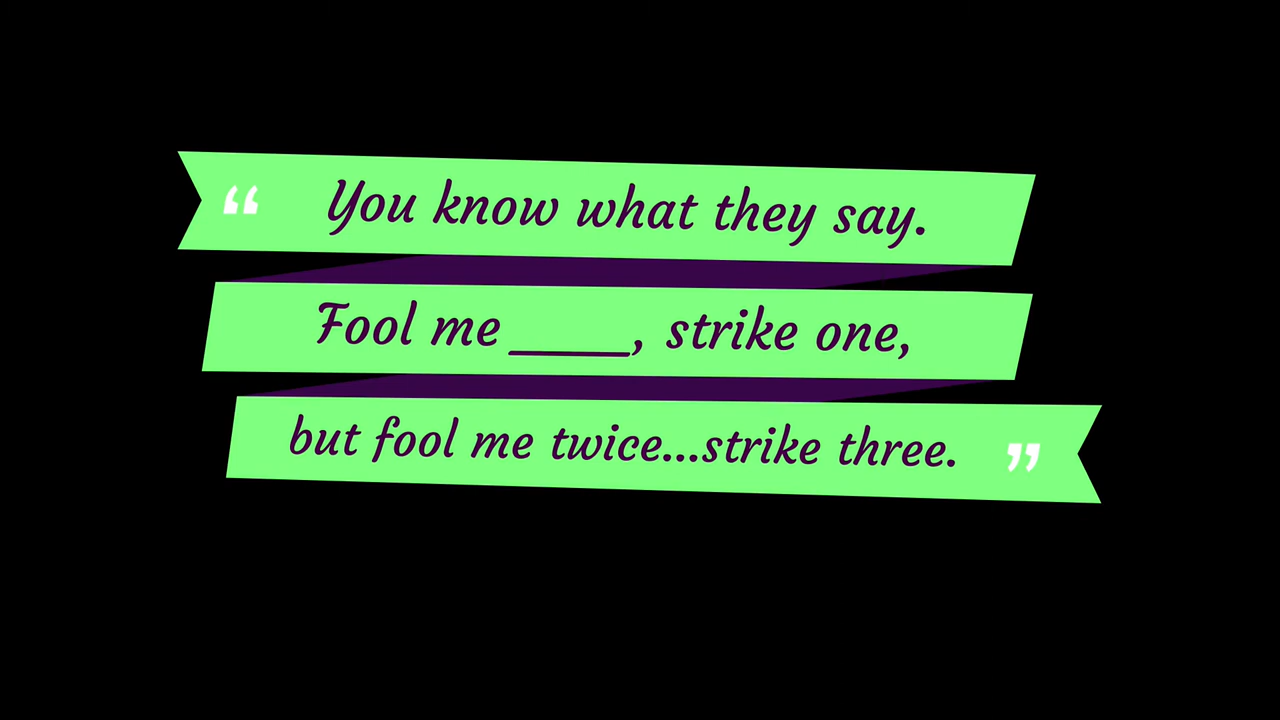 “ You know what they say.
Fool me ____, strike one,
but fool me twice...strike three. ”